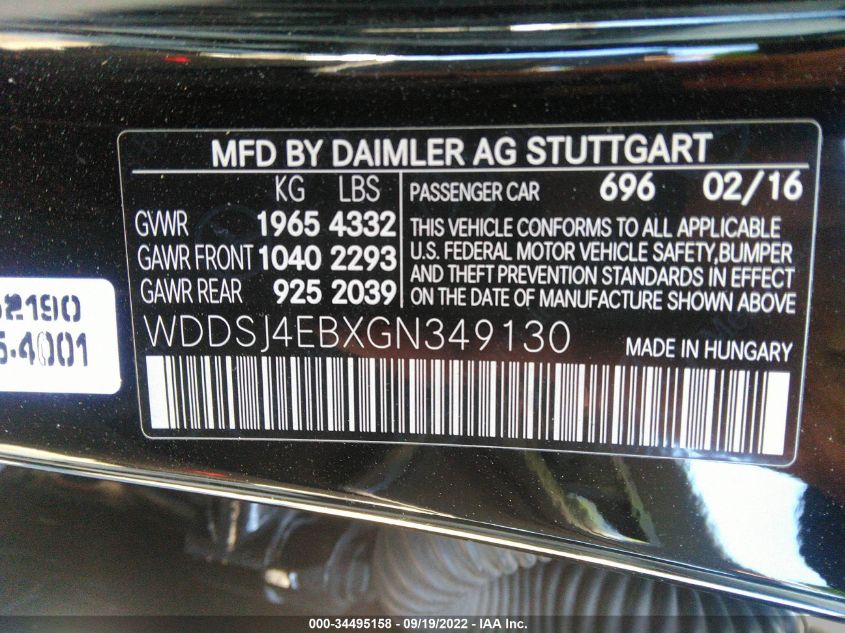 MFD BY DAIMLER AG STUTTGART
KG LBS
GVWR 1965 4332
GAWR FRONT 1040 2293
GAWR REAR 925 2039
PASSENGER CAR 696 02/16
THIS VEHICLE CONFORMS TO ALL APPLICABLE
U.S. FEDERAL MOTOR VEHICLE SAFETY,BUMPER
AND THEFT PREVENTION STANDARDS IN EFFECT
ON THE DATE OF MANUFACTURE SHOWN ABOVE
WDDSJ4EBXGN349130
MADE IN HUNGARY
2190
4001
000-34495158 - 09/19/2022 - IAA Inc.